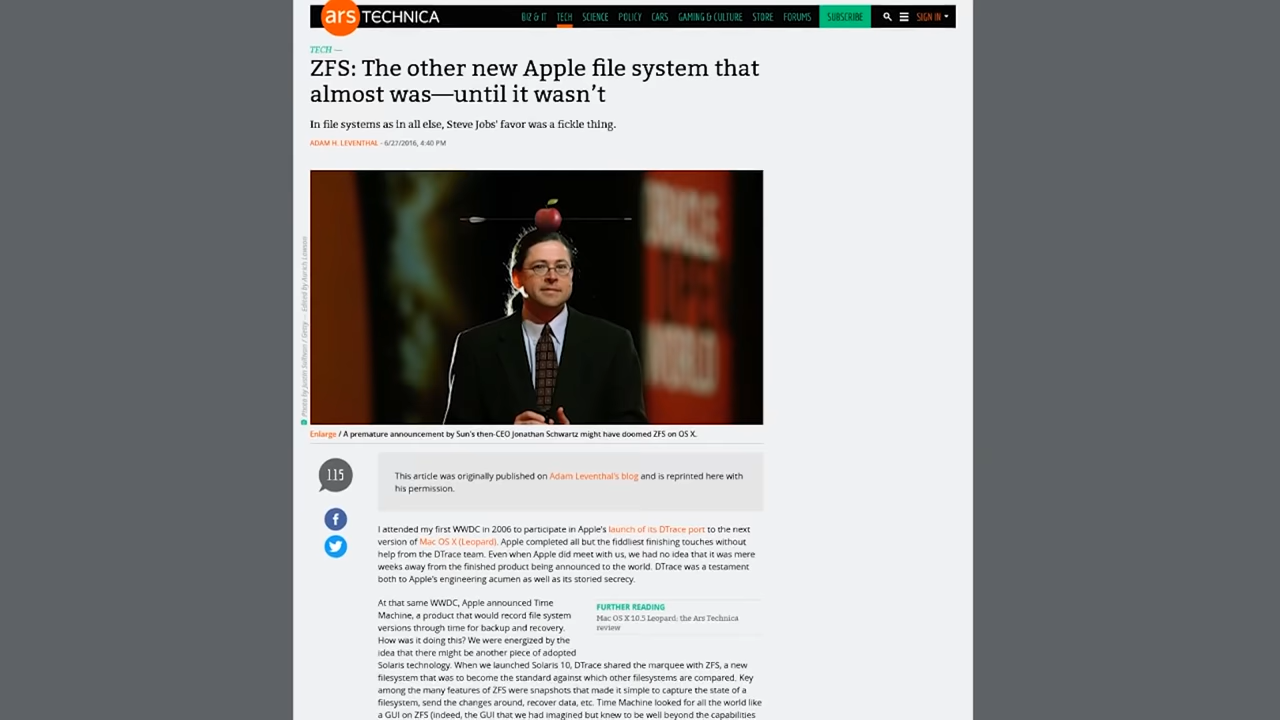 ars TECHNICA
BIZ & IT TECH SCIENCE POLICY CARS GAMING & CULTURE STORE FORUMS SUBSCRIBE SIGN IN
TECH —
ZFS: The other new Apple file system that
almost was—until it wasn't
In file systems as in all else, Steve Jobs' favor was a fickle thing.
ADAM H. LEVENTHAL - 6/27/2016, 4:40 PM
WORLD
Photo by Justin Sullivan / Getty — Edited by Aurich Lawson
Enlarge / A premature announcement by Sun's then-CEO Jonathan Schwartz might have doomed ZFS on OS X.
115
This article was originally published on Adam Leventhal's blog and is reprinted here with
his permission.
I attended my first WWDC in 2006 to participate in Apple's launch of its DTrace port to the next
version of Mac OS X (Leopard). Apple completed all but the fiddliest finishing touches without
help from the DTrace team. Even when Apple did meet with us, we had no idea that it was mere
weeks away from the finished product being announced to the world. DTrace was a testament
both to Apple's engineering acumen as well as its storied secrecy.
At that same WWDC, Apple announced Time
Machine, a product that would record file system
versions through time for backup and recovery.
How was it doing this? We were energized by the
idea that there might be another piece of adopted
FURTHER READING
Mac OS X 10.5 Leopard: the Ars Technica
review
Solaris technology. When we launched Solaris 10, DTrace shared the marquee with ZFS, a new
filesystem that was to become the standard against which other filesystems are compared. Key
among the many features of ZFS were snapshots that made it simple to capture the state of a
filesystem, send the changes around, recover data, etc. Time Machine looked for all the world like
a GUI on ZFS (indeed, the GUI that we had imagined but knew to be well beyond the capabilities